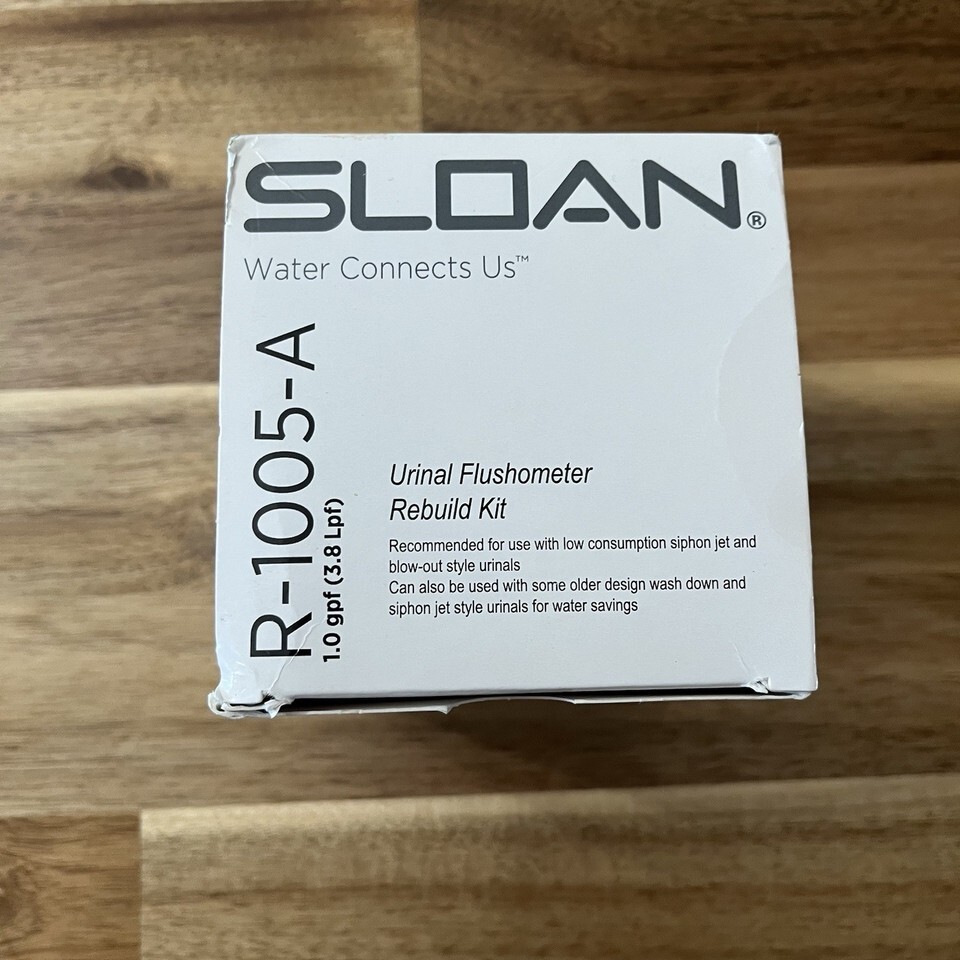 SLOAN®
Water Connects Us™
R-1005-A
1.0 gpf (3.8 Lpf)
Urinal Flushometer
Rebuild Kit
Recommended for use with low consumption siphon jet and
blow-out style urinals
Can also be used with some older design wash down and
siphon jet style urinals for water savings